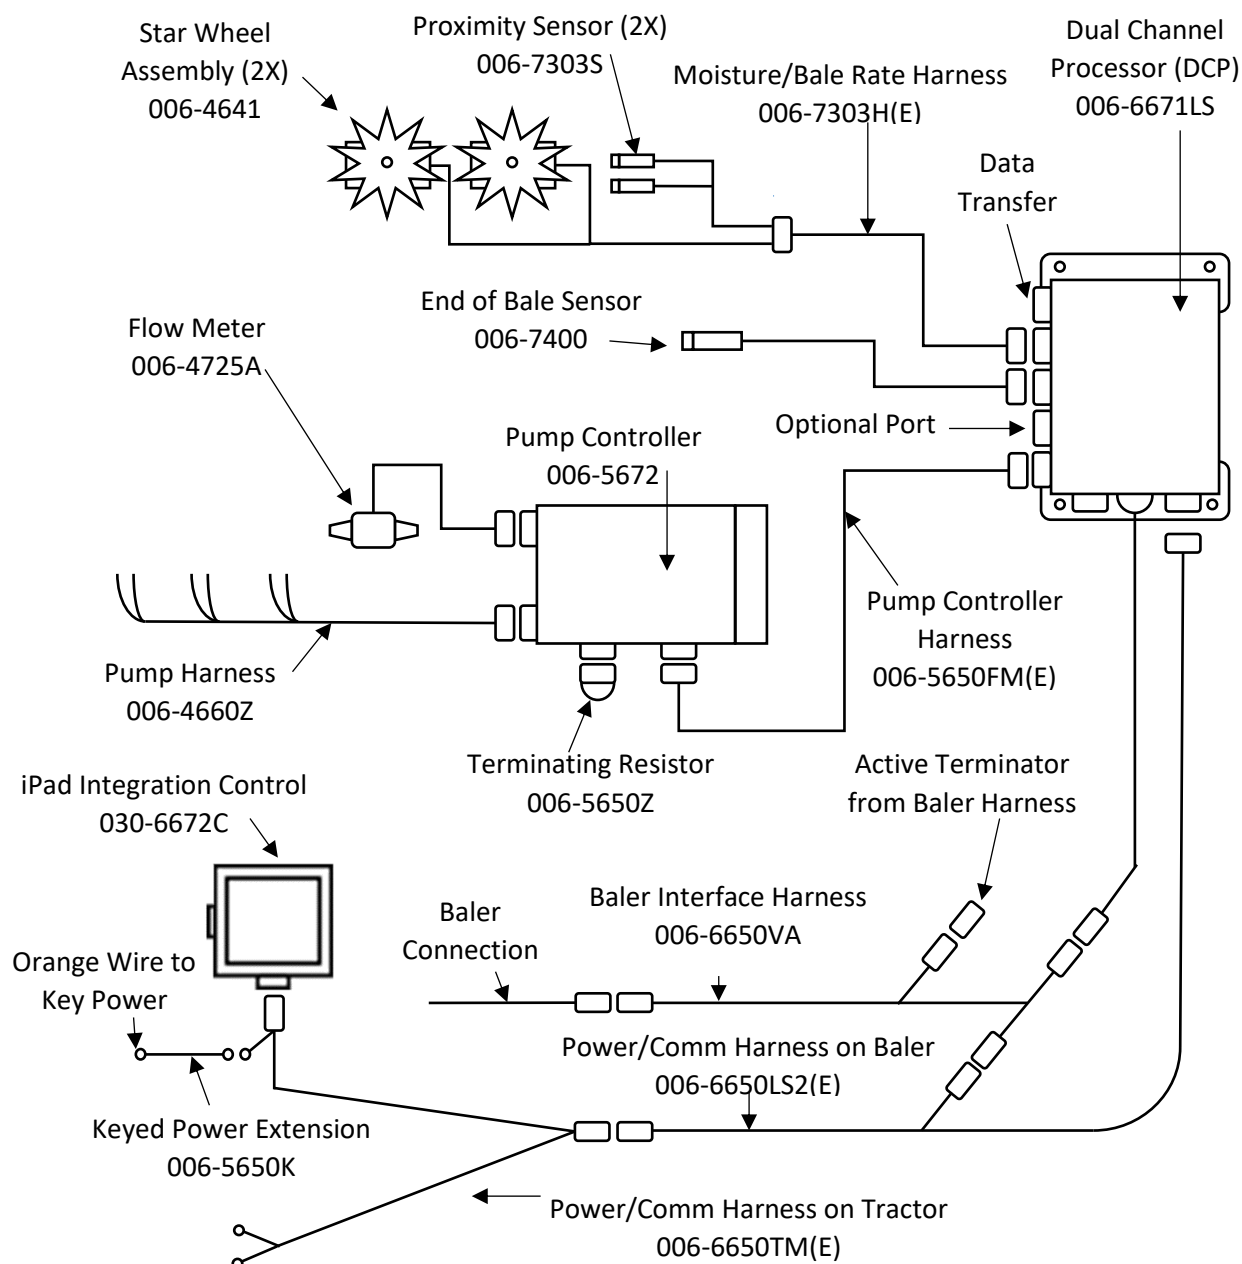 Star Wheel
Assembly (2X)
006-4641
Proximity Sensor (2X)
006-7303S
Moisture/Bale Rate Harness
006-7303H(E)
Dual Channel
Processor (DCP)
006-6671LS
Data
Transfer
End of Bale Sensor
006-7400
Flow Meter
006-4725A
Optional Port
Pump Controller
006-5672
Pump Controller
Harness
006-5650FM(E)
Pump Harness
006-4660Z
Terminating Resistor
006-5650Z
Active Terminator
from Baler Harness
iPad Integration Control
030-6672C
Baler
Connection
Baler Interface Harness
006-6650VA
Orange Wire to
Key Power
Power/Comm Harness on Baler
006-6650LS2(E)
Keyed Power Extension
006-5650K
Power/Comm Harness on Tractor
006-6650TM(E)